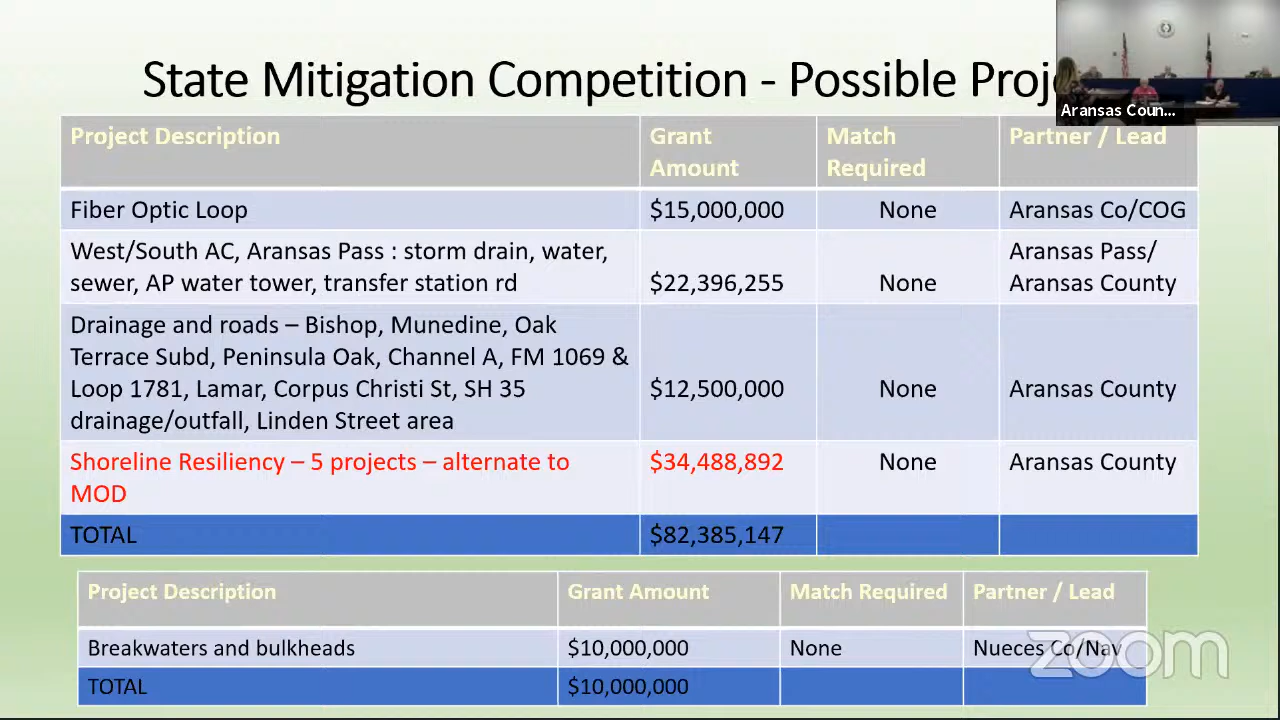 State Mitigation Competition - Possible Proje
Aransas Coun...
Project Description
Grant
Amount
Match
Required
Partner / Lead
Fiber Optic Loop
$15,000,000
None
Aransas Co/COG
West/South AC, Aransas Pass : storm drain, water,
sewer, AP water tower, transfer station rd
$22,396,255
None
Aransas Pass/
Aransas County
Drainage and roads – Bishop, Munedine, Oak
Terrace Subd, Peninsula Oak, Channel A, FM 1069 &
Loop 1781, Lamar, Corpus Christi St, SH 35
drainage/outfall, Linden Street area
$12,500,000
None
Aransas County
Shoreline Resiliency – 5 projects – alternate to
MOD
$34,488,892
None
Aransas County
TOTAL
$82,385,147
Project Description
Grant Amount
Match Required
Partner / Lead
Breakwaters and bulkheads
$10,000,000
None
Nueces Co/Nav
TOTAL
$10,000,000
zoom